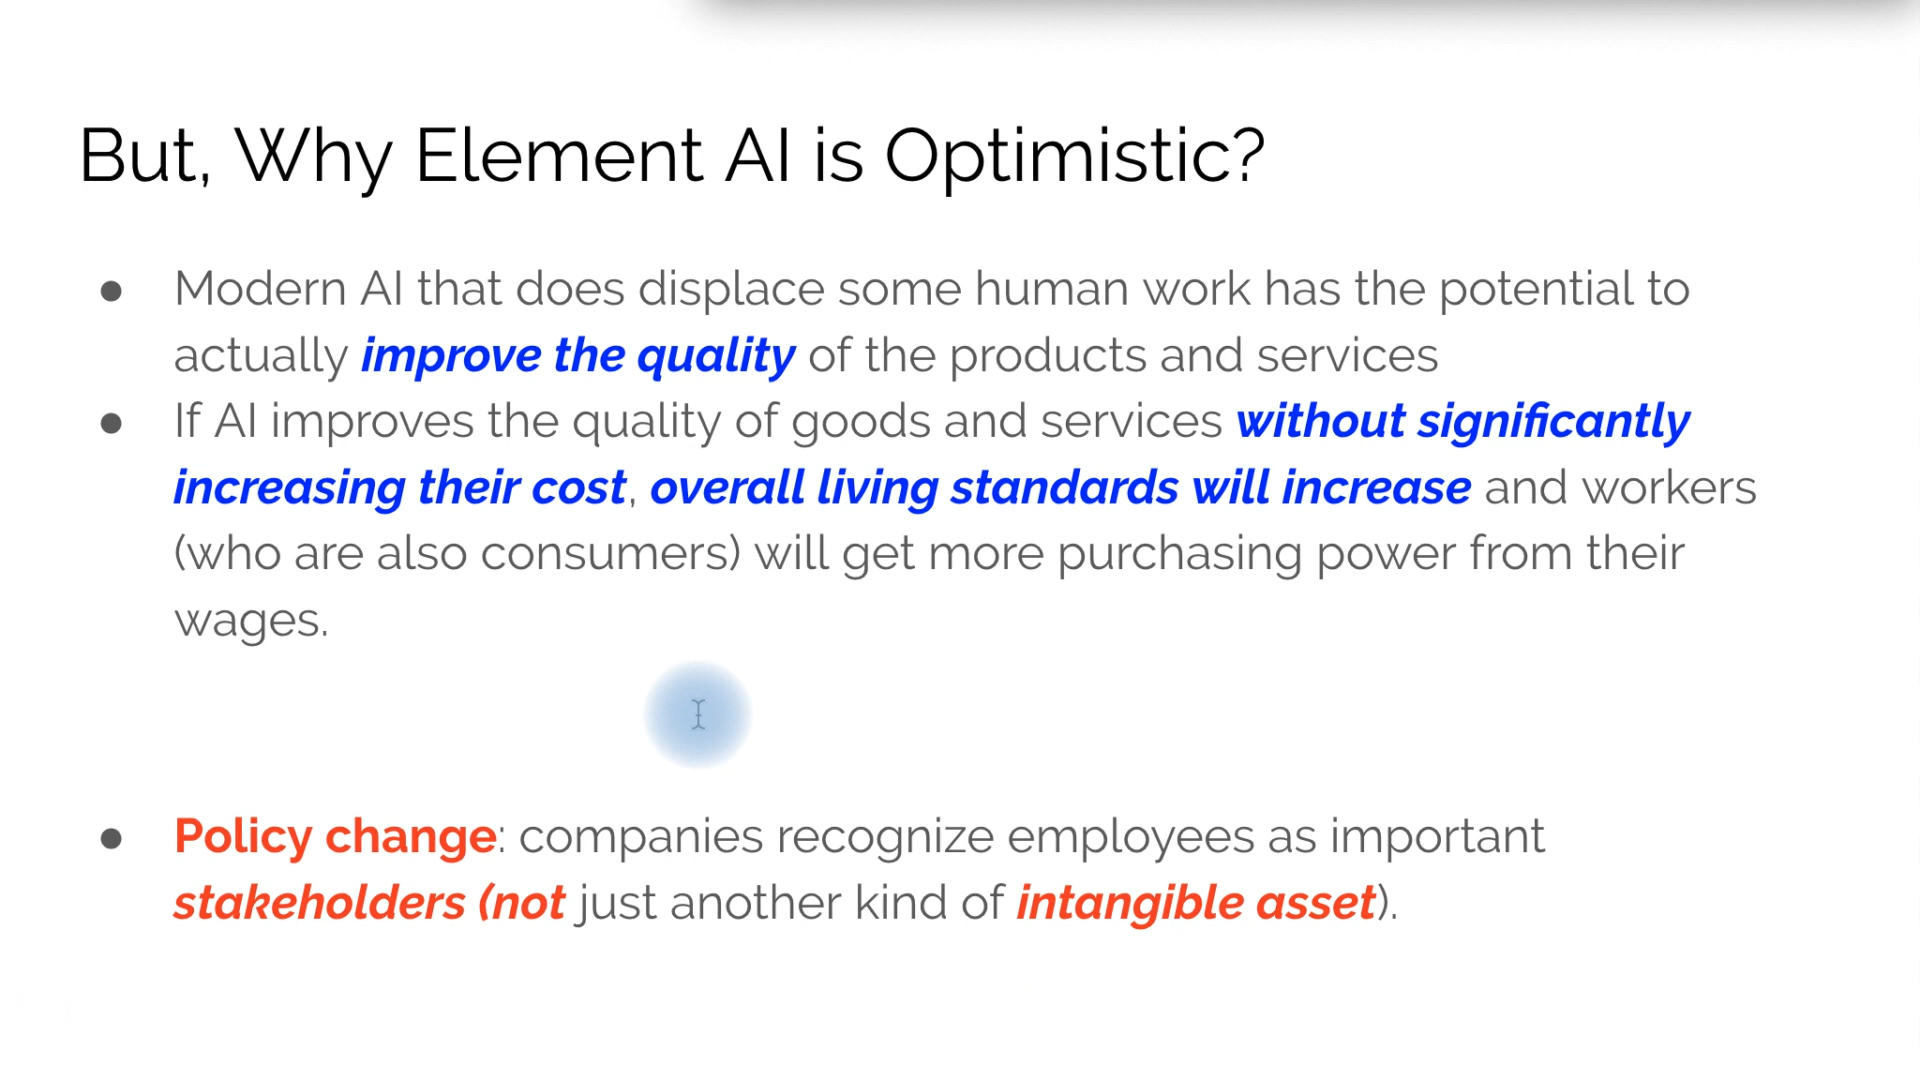 But, Why Element AI is Optimistic?
● Modern AI that does displace some human work has the potential to
actually improve the quality of the products and services
● If AI improves the quality of goods and services without significantly
increasing their cost, overall living standards will increase and workers
(who are also consumers) will get more purchasing power from their
wages.
● Policy change: companies recognize employees as important
stakeholders (not just another kind of intangible asset).